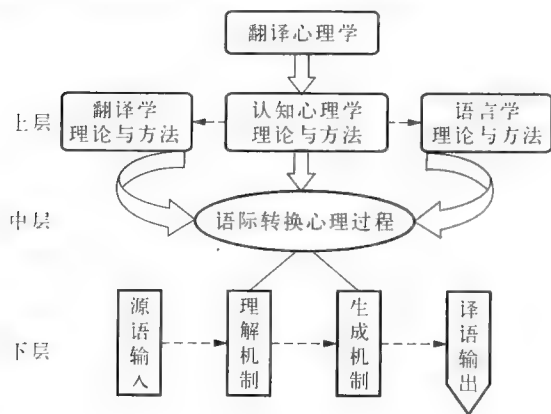 翻译心理学
上层
翻译学
理论与方法
认知心理学
理论与方法
语言学
理论与方法
中层
语际转换心理过程
下层
源语输入
理解机制
生成机制
译语输出